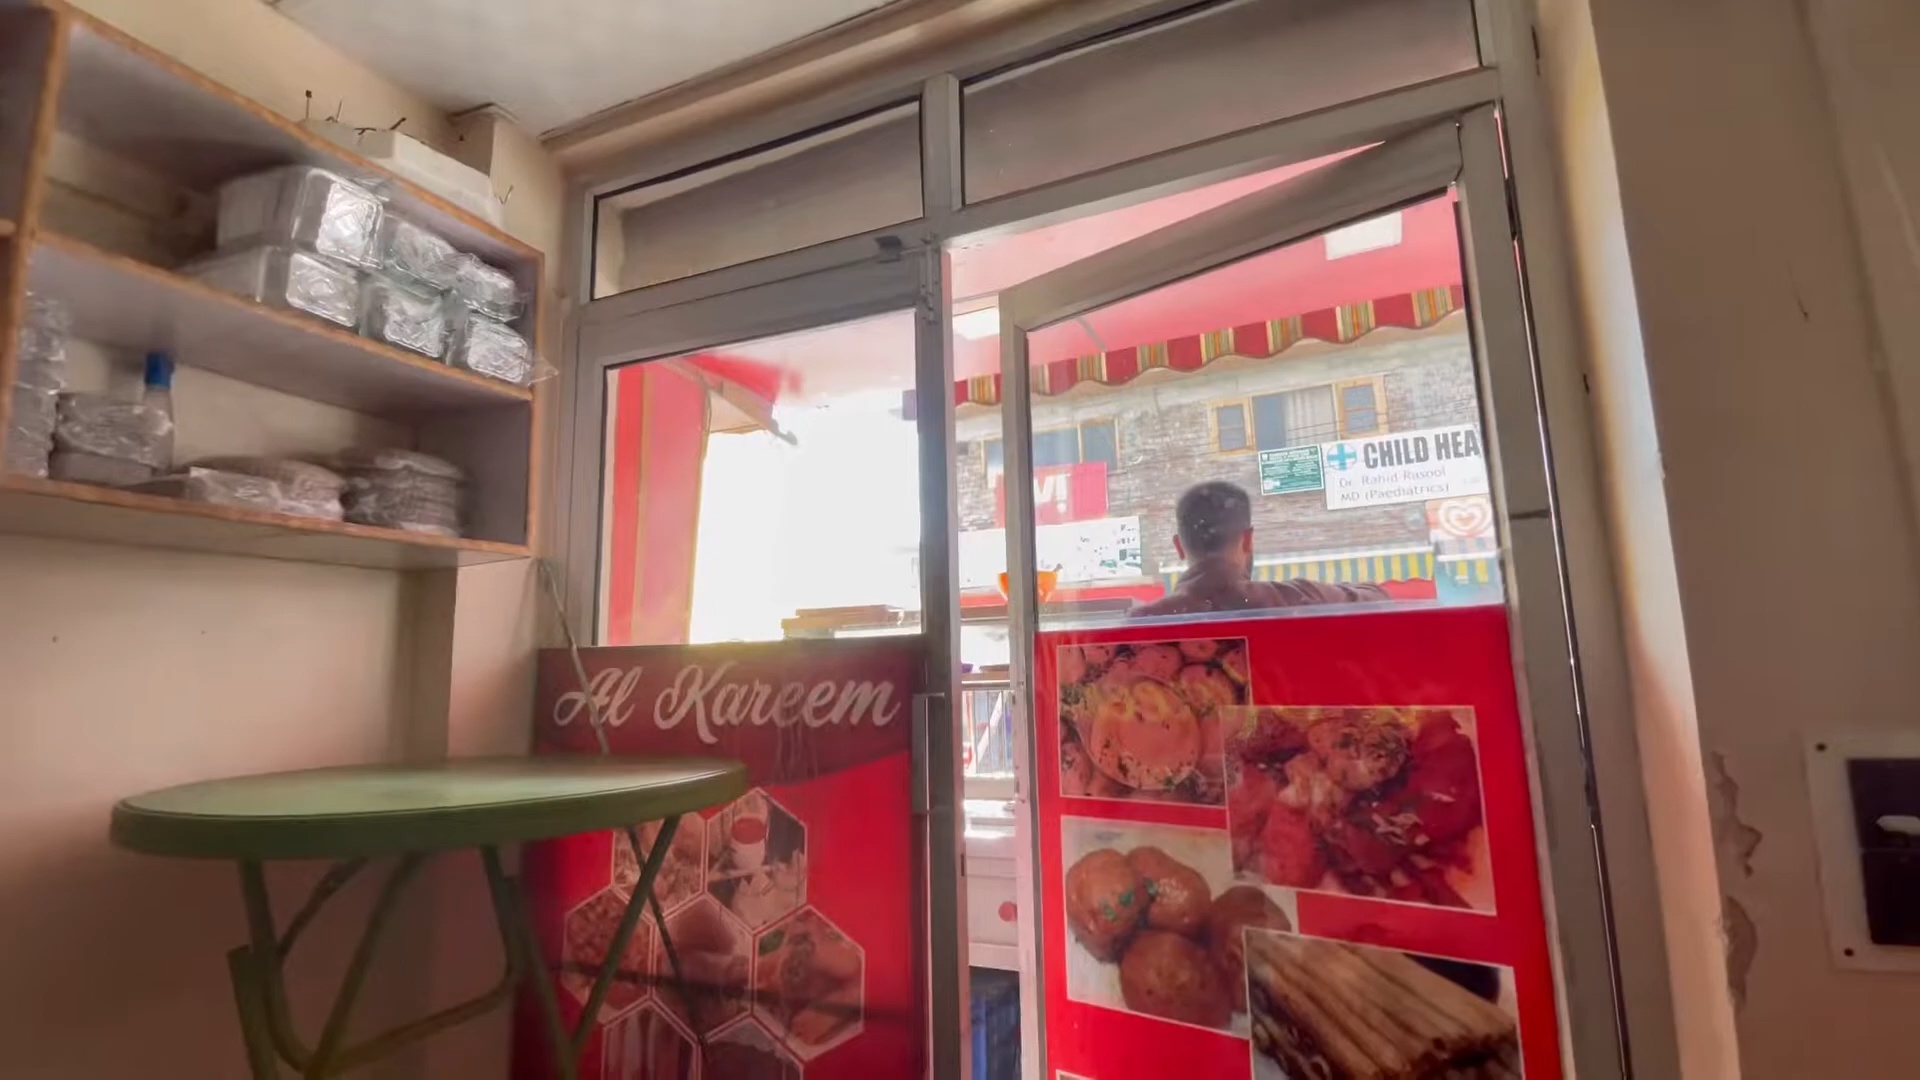 CHILD HEA
Dr. Rahid Rasool
MD (Paediatrics)
Al Kareem